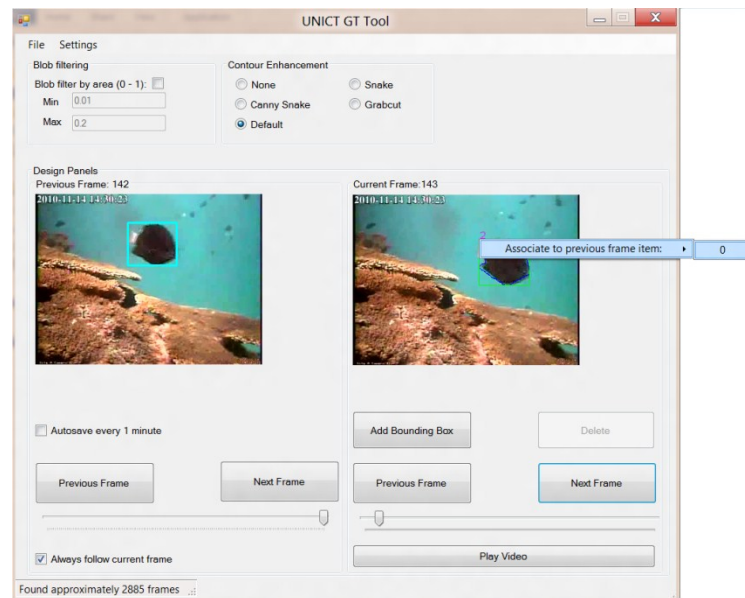 UNICT GT Tool
File Settings
Blob filtering
Blob filter by area (0 - 1):
Min 0.01
Max 0.2
Contour Enhancement
None
Snake
Canny Snake
Grabcut
Default
Design Panels
Previous Frame: 142
2010-11-14 14:30:23
Current Frame:143
2010-11-14 14:30:23
2
Associate to previous frame item:
0
Autosave every 1 minute
Add Bounding Box
Delete
Previous Frame
Next Frame
Previous Frame
Next Frame
Always follow current frame
Play Video
Found approximately 2885 frames